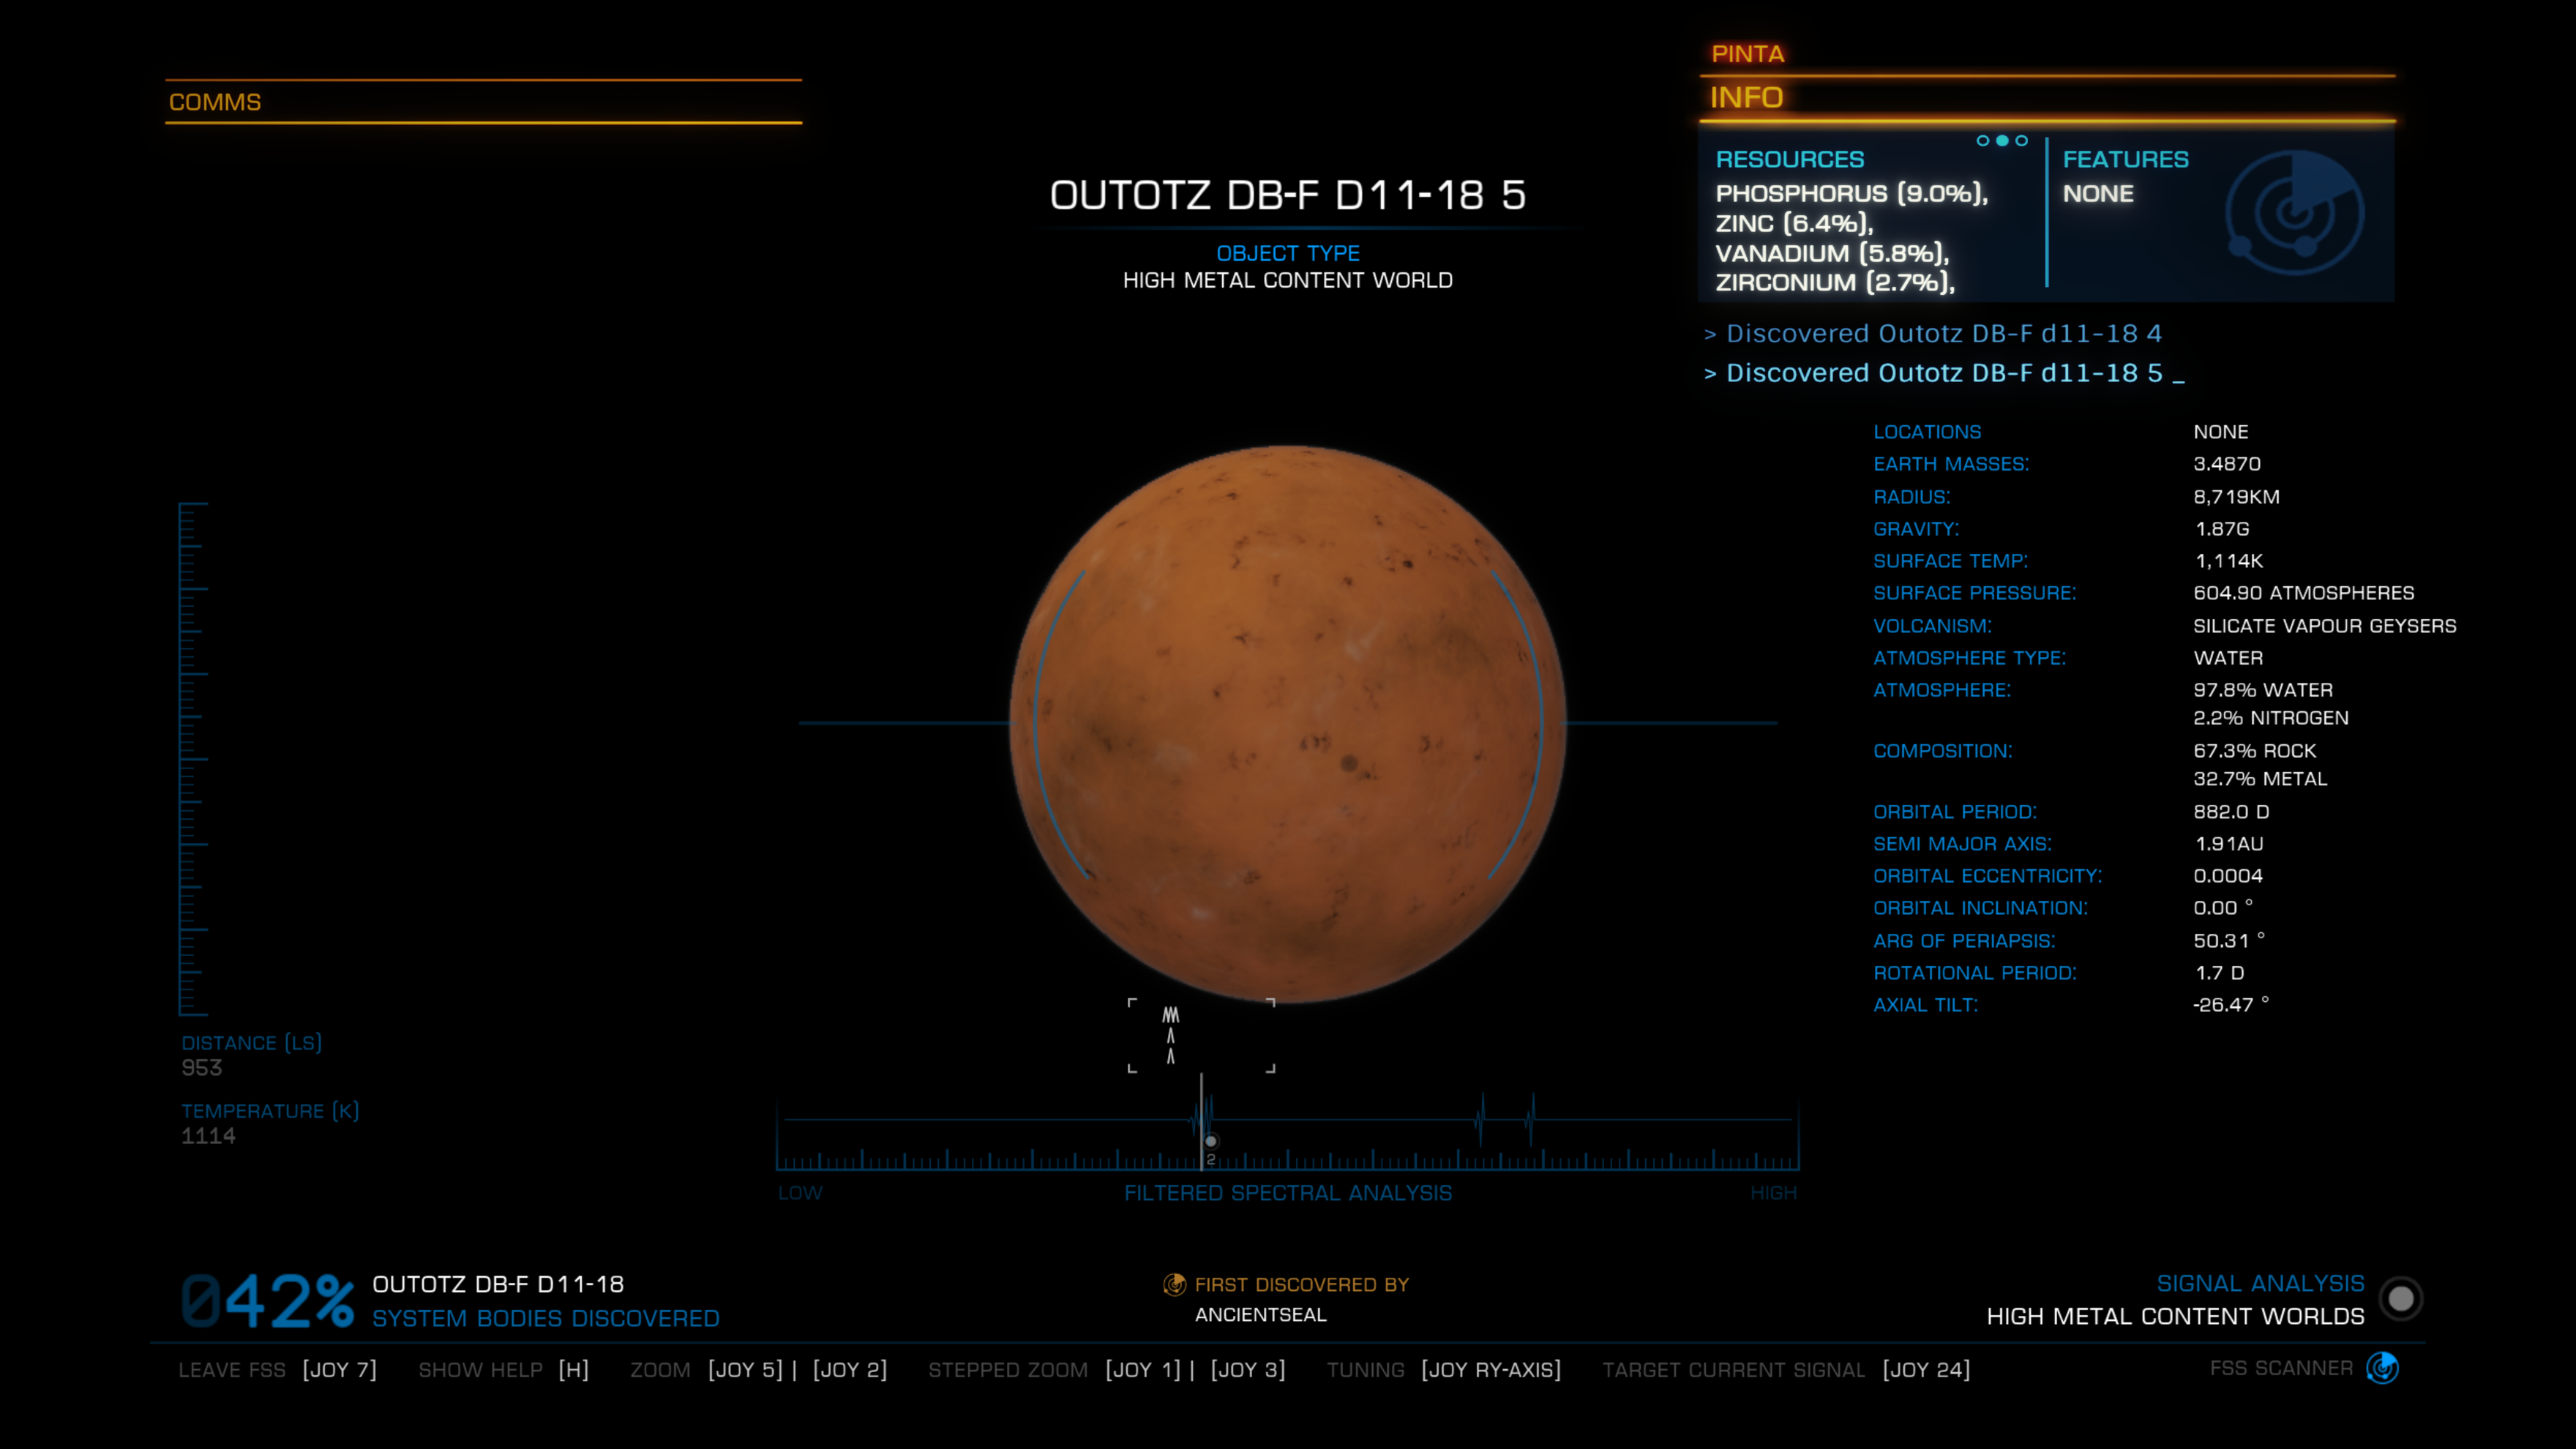 PINTA
COMMS
INFO
RESOURCES
PHOSPHORUS (9.0%),
ZINC (6.4%),
VANADIUM (5.8%),
ZIRCONIUM (2.7%),
FEATURES
NONE
OUTOTZ DB-F D11-18 5
OBJECT TYPE
HIGH METAL CONTENT WORLD
> Discovered Outotz DB-F d11-18 4
> Discovered Outotz DB-F d11-18 5 _
LOCATIONS NONE
EARTH MASSES: 3.4870
RADIUS: 8,719KM
GRAVITY: 1.87G
SURFACE TEMP: 1,114K
SURFACE PRESSURE: 604.90 ATMOSPHERES
VOLCANISM: SILICATE VAPOUR GEYSERS
ATMOSPHERE TYPE: WATER
ATMOSPHERE: 97.8% WATER
2.2% NITROGEN
COMPOSITION: 67.3% ROCK
32.7% METAL
ORBITAL PERIOD: 882.0 D
SEMI MAJOR AXIS: 1.91AU
ORBITAL ECCENTRICITY: 0.0004
ORBITAL INCLINATION: 0.00 °
ARG OF PERIAPSIS: 50.31 °
ROTATIONAL PERIOD: 1.7 D
AXIAL TILT: -26.47 °
DISTANCE (LS)
953
TEMPERATURE (K)
1114
2
LOW FILTERED SPECTRAL ANALYSIS HIGH
042% OUTOTZ DB-F D11-18
SYSTEM BODIES DISCOVERED
FIRST DISCOVERED BY
ANCIENTSEAL
SIGNAL ANALYSIS
HIGH METAL CONTENT WORLDS
LEAVE FSS [JOY 7] SHOW HELP [H] ZOOM [JOY 5] | [JOY 2] STEPPED ZOOM [JOY 1] | [JOY 3] TUNING [JOY RY-AXIS] TARGET CURRENT SIGNAL [JOY 24] FSS SCANNER